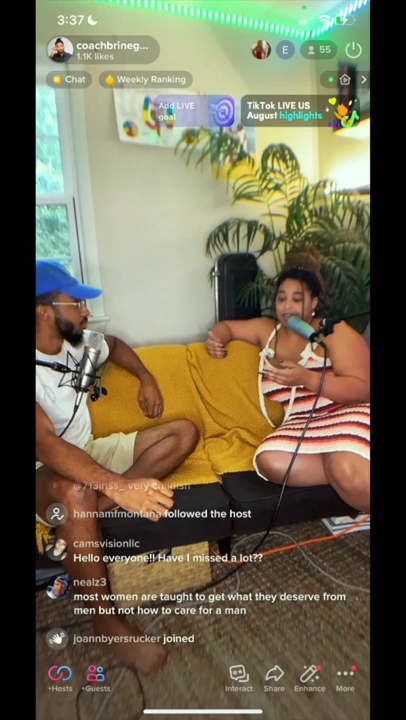 3:37
coachbrineg...
1.1K likes
E
55
Chat
Weekly Ranking
Add LIVE
goal
TikTok LIVE US
August highlights
very childish
hannamfmontana followed the host
camsvisionllc
Hello everyone!! Have I missed a lot??
nealz3
most women are taught to get what they deserve from
men but not how to care for a man
joannbyersrucker joined
+Hosts
+Guests
Interact
Share
Enhance
More